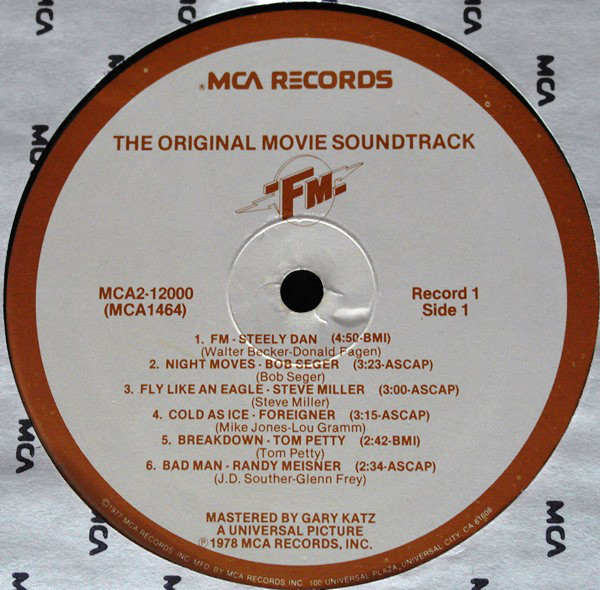 ®MCA RECORDS
THE ORIGINAL MOVIE SOUNDTRACK
FM
MCA2-12000
(MCA1464)
Record 1
Side 1
1. FM - STEELY DAN (4:50-BMI)
(Walter Becker-Donald Fagen)
2. NIGHT MOVES - BOB SEGER (3:23-ASCAP)
(Bob Seger)
3. FLY LIKE AN EAGLE - STEVE MILLER (3:00-ASCAP)
(Steve Miller)
4. COLD AS ICE - FOREIGNER (3:15-ASCAP)
(Mike Jones-Lou Gramm)
5. BREAKDOWN - TOM PETTY (2:42-BMI)
(Tom Petty)
6. BAD MAN - RANDY MEISNER (2:34-ASCAP)
(J.D. Souther-Glenn Frey)
MASTERED BY GARY KATZ
A UNIVERSAL PICTURE
℗1978 MCA RECORDS, INC.
©1977 MCA RECORDS INC. MFD. BY MCA RECORDS INC. 100 UNIVERSAL PLAZA, UNIVERSAL CITY, CA. 91608
MCA
MCA
MCA
MCA
MCA
MCA